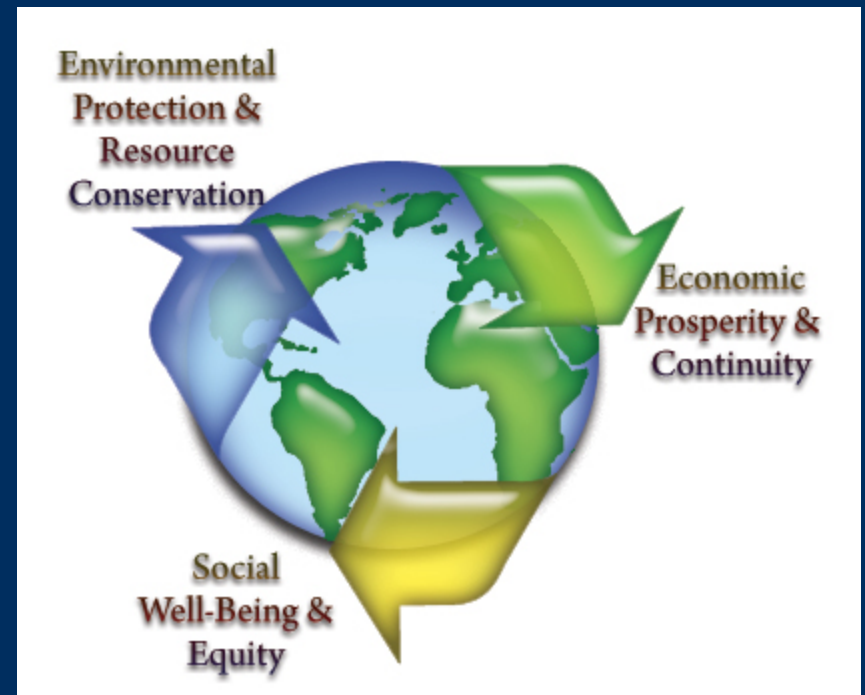 Environmental
Protection &
Resource
Conservation
Economic
Prosperity &
Continuity
Social
Well-Being &
Equity